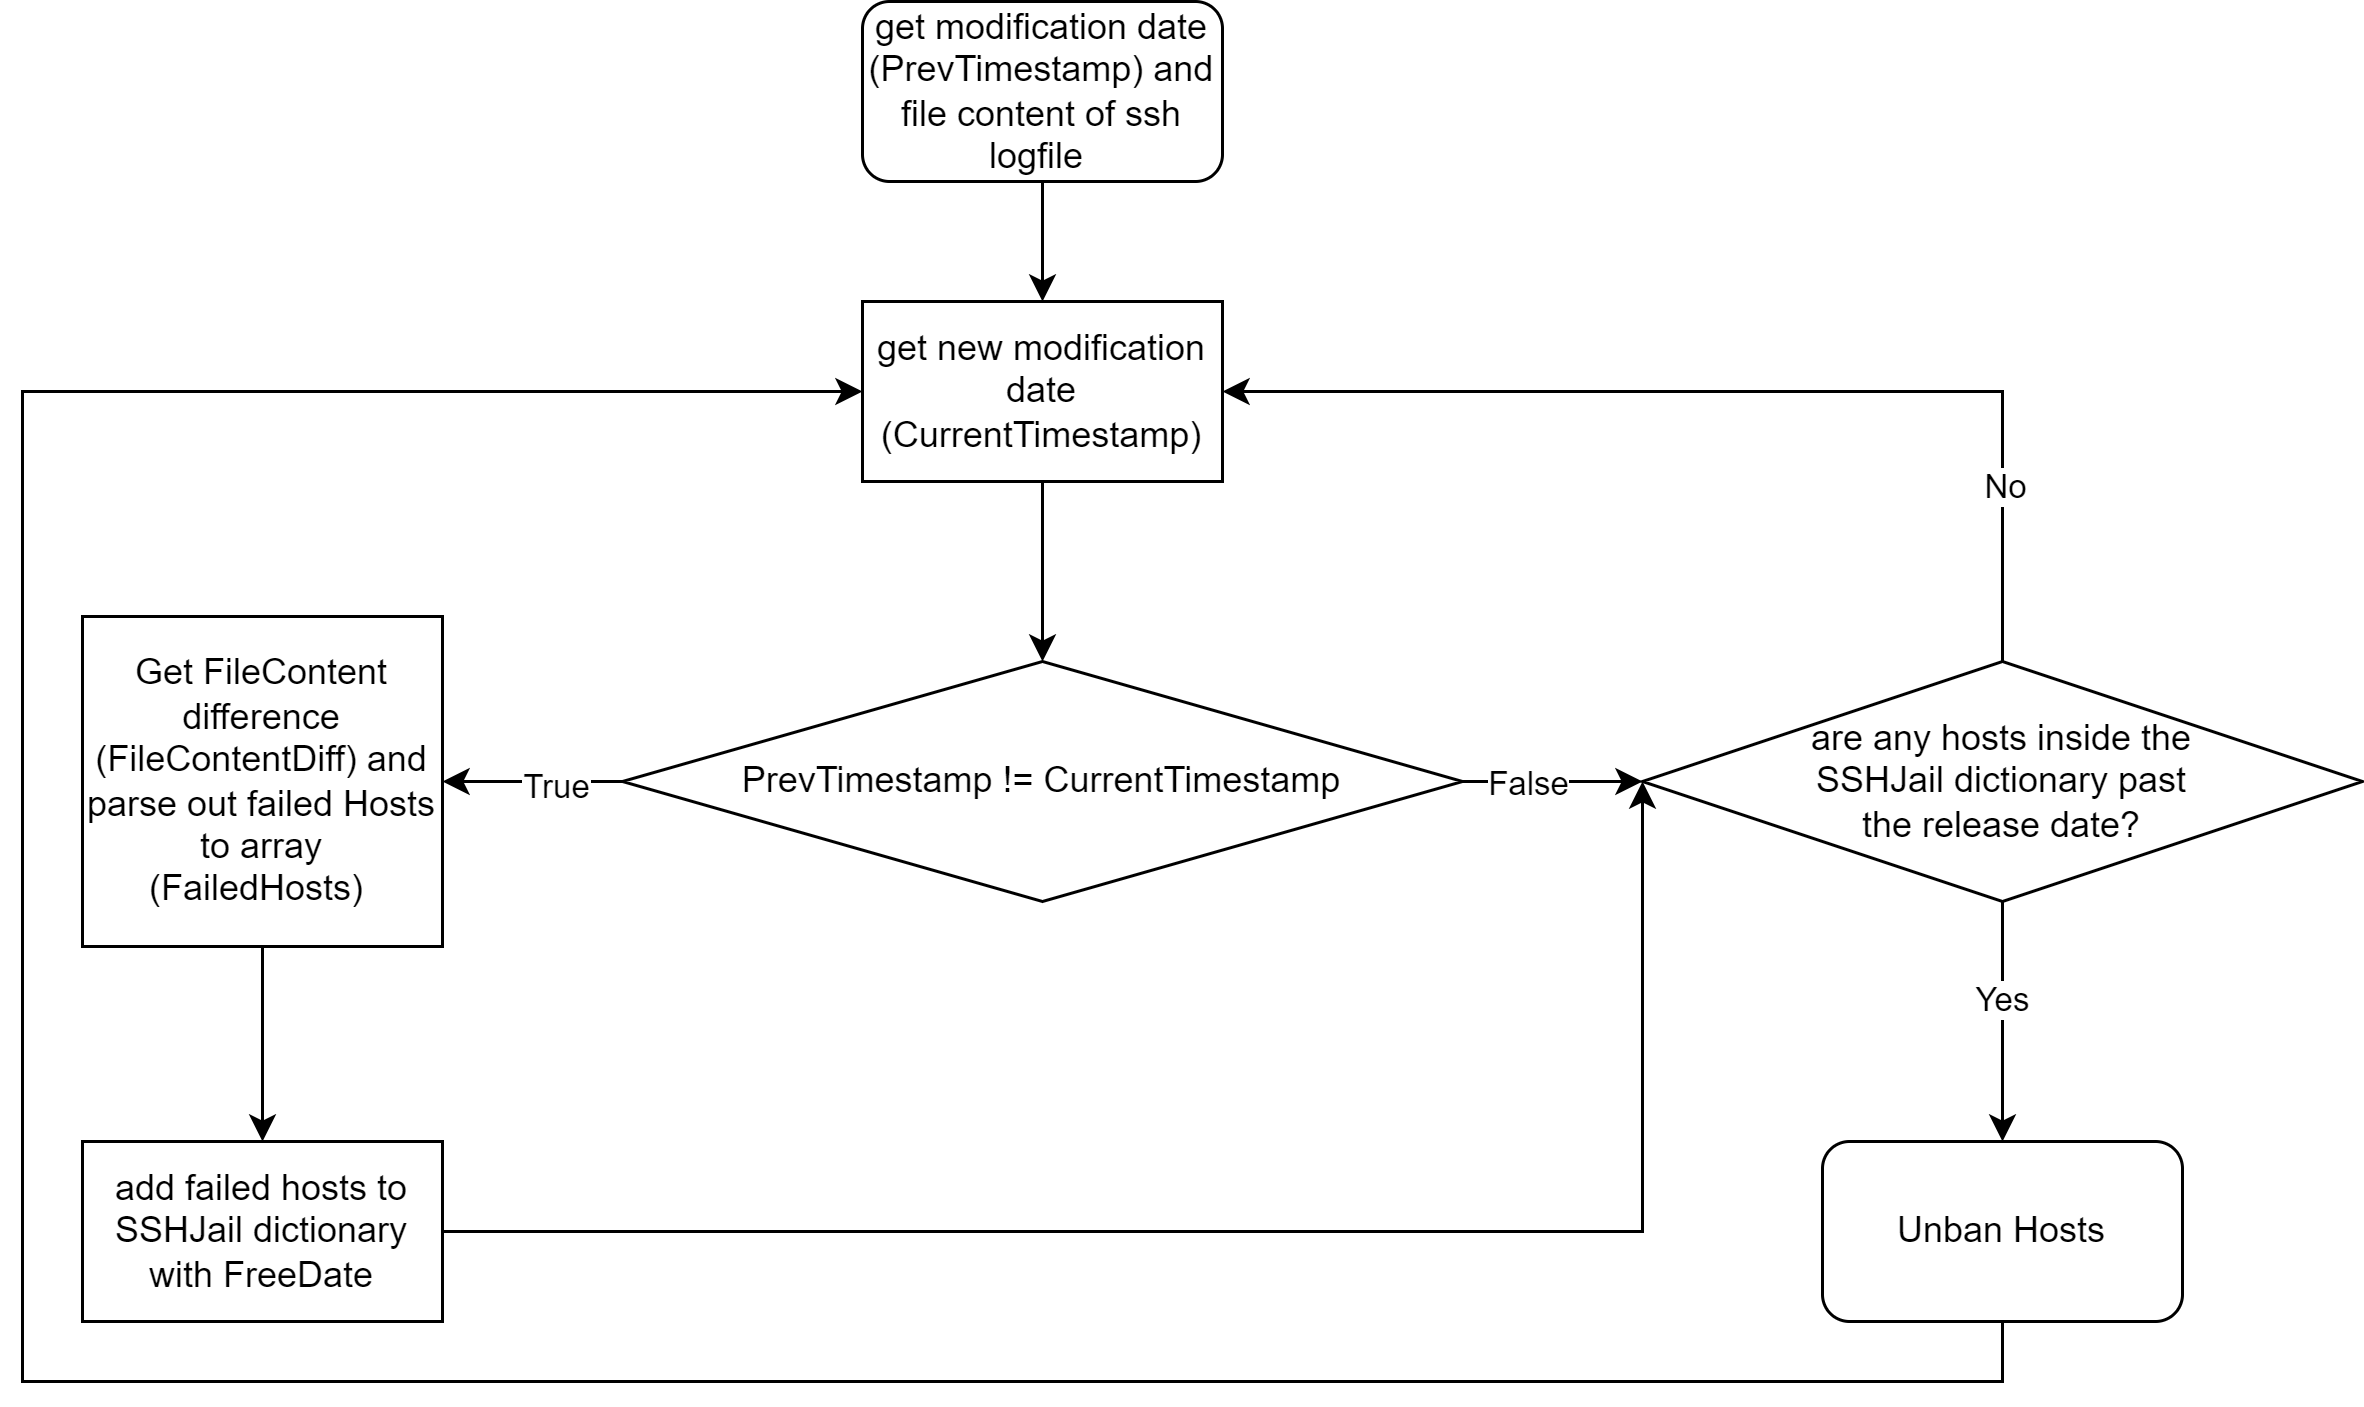 get modification date
(PrevTimestamp) and
file content of ssh
logfile
get new modification
date
(CurrentTimestamp)
No
Get FileContent
difference
(FileContentDiff) and
parse out failed Hosts
to array
(FailedHosts)
True
PrevTimestamp != CurrentTimestamp
False
are any hosts inside the
SSHJail dictionary past
the release date?
Yes
add failed hosts to
SSHJail dictionary
with FreeDate
Unban Hosts